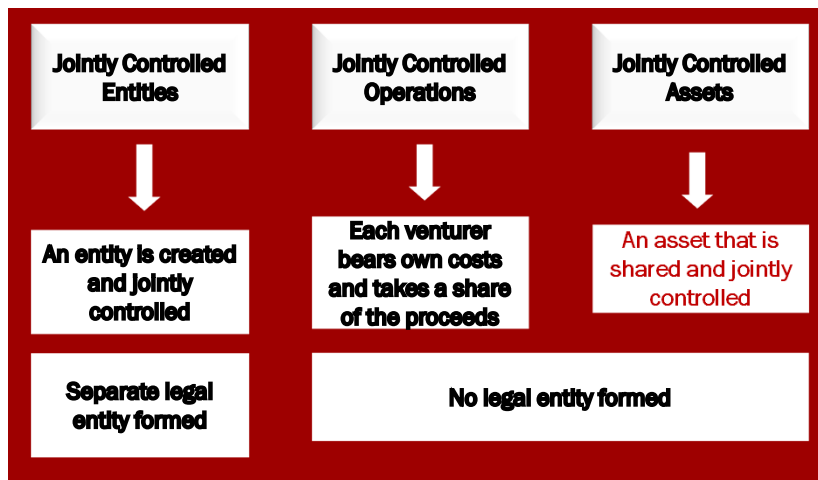 Jointly Controlled
Entities
Jointly Controlled
Operations
Jointly Controlled
Assets
An entity is created
and jointly
controlled
Each venturer
bears own costs
and takes a share
of the proceeds
An asset that is
shared and jointly
controlled
Separate legal
entity formed
No legal entity formed